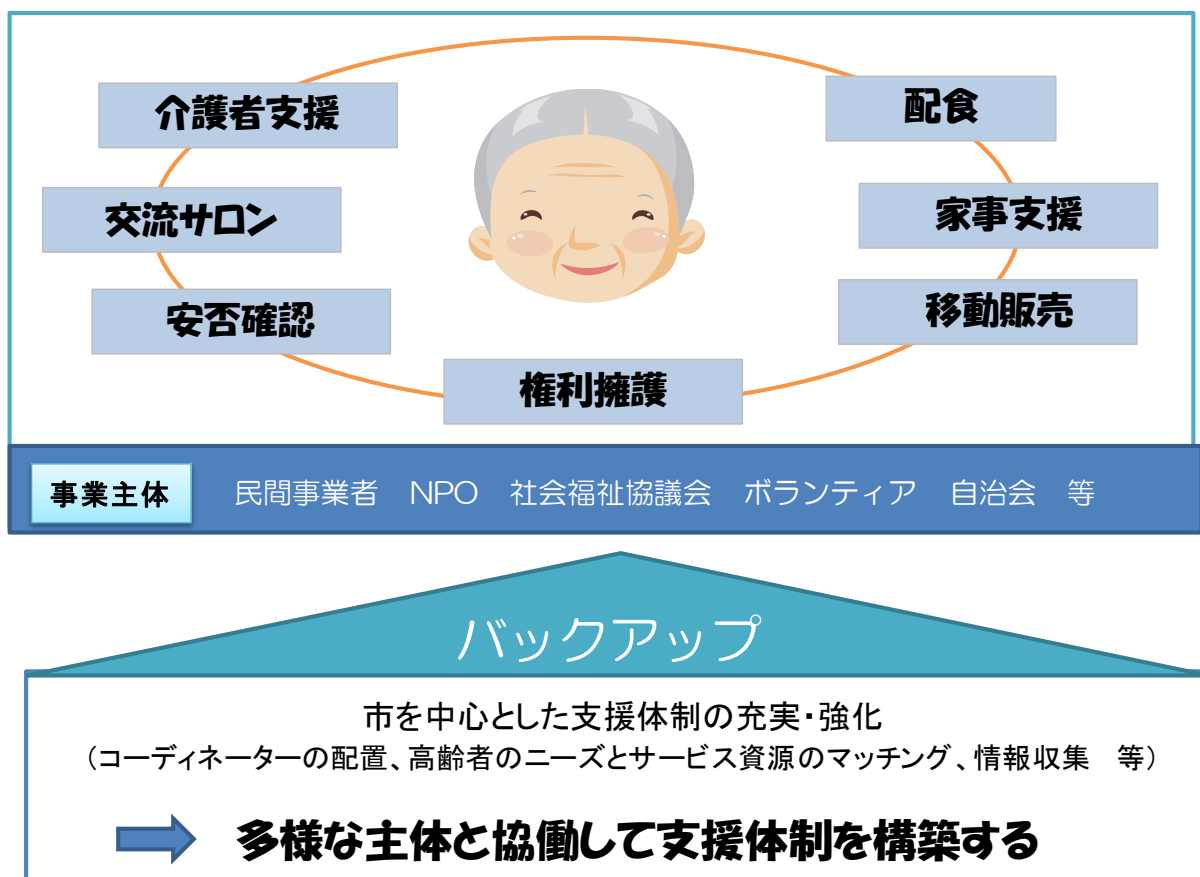 介護者支援
配食
交流サロン
家事支援
安否確認
移動販売
権利擁護
事業主体　民間事業者　NPO　社会福祉協議会　ボランティア　自治会　等
バックアップ
市を中心とした支援体制の充実・強化
（コーディネーターの配置、高齢者のニーズとサービス資源のマッチング、情報収集　等）
多様な主体と協働して支援体制を構築する